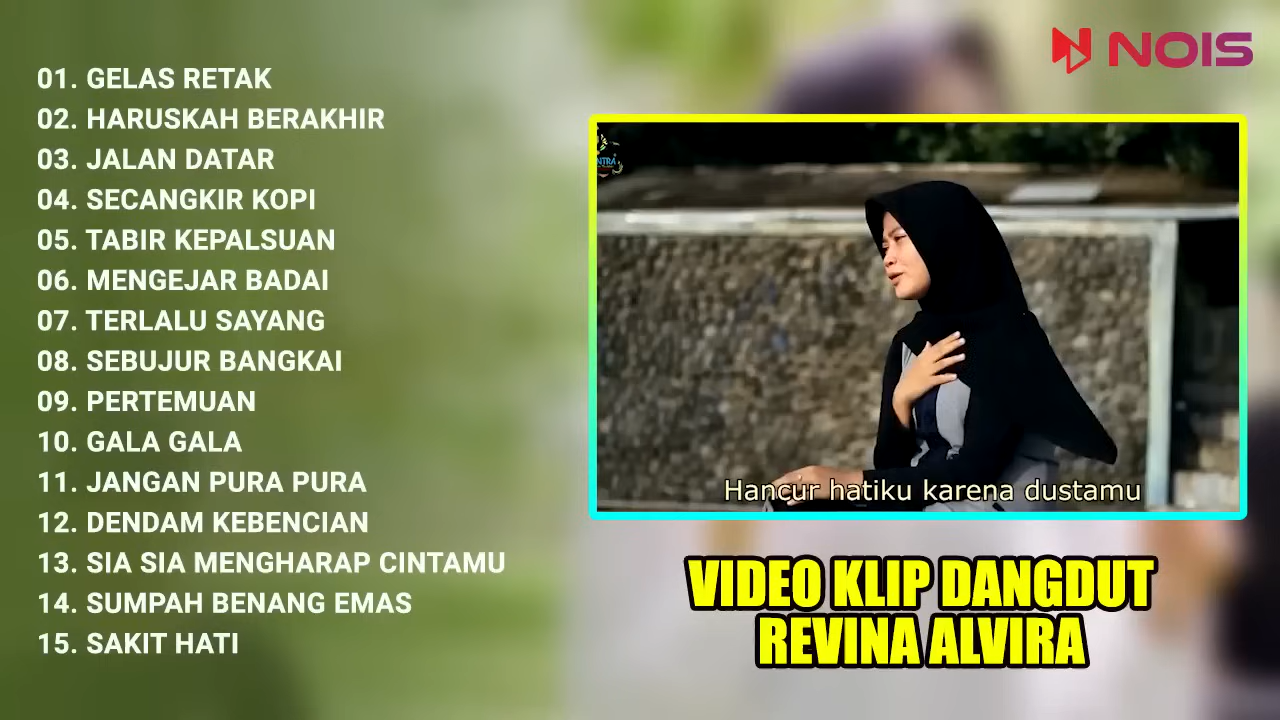 01. GELAS RETAK
02. HARUSKAH BERAKHIR
03. JALAN DATAR
04. SECANGKIR KOPI
05. TABIR KEPALSUAN
06. MENGEJAR BADAI
07. TERLALU SAYANG
08. SEBUJUR BANGKAI
09. PERTEMUAN
10. GALA GALA
11. JANGAN PURA PURA
12. DENDAM KEBENCIAN
13. SIA SIA MENGHARAP CINTAMU
14. SUMPAH BENANG EMAS
15. SAKIT HATI
NOIS
Hancur hatiku karena dustamu
VIDEO KLIP DANGDUT
REVINA ALVIRA